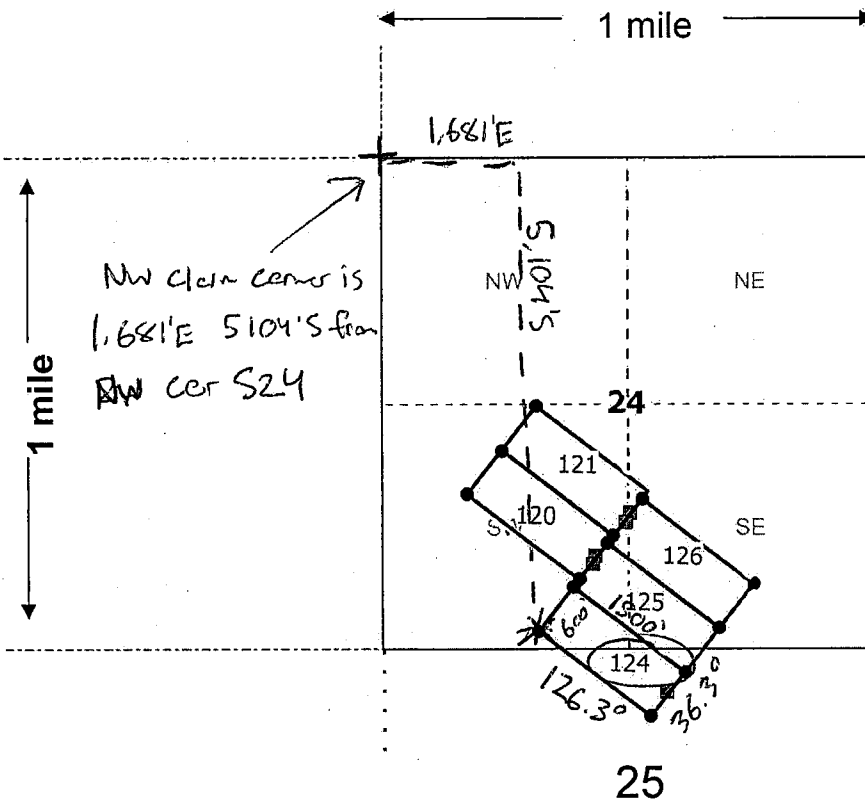 1 mile
1,681'E
5,104'S
NW
NE
NW claim corner is
1,681'E 5104'S from
NW cor S24
1 mile
24
121
120
SW
SE
126
125
600'
1500'
124
126.3°
36.3°
25